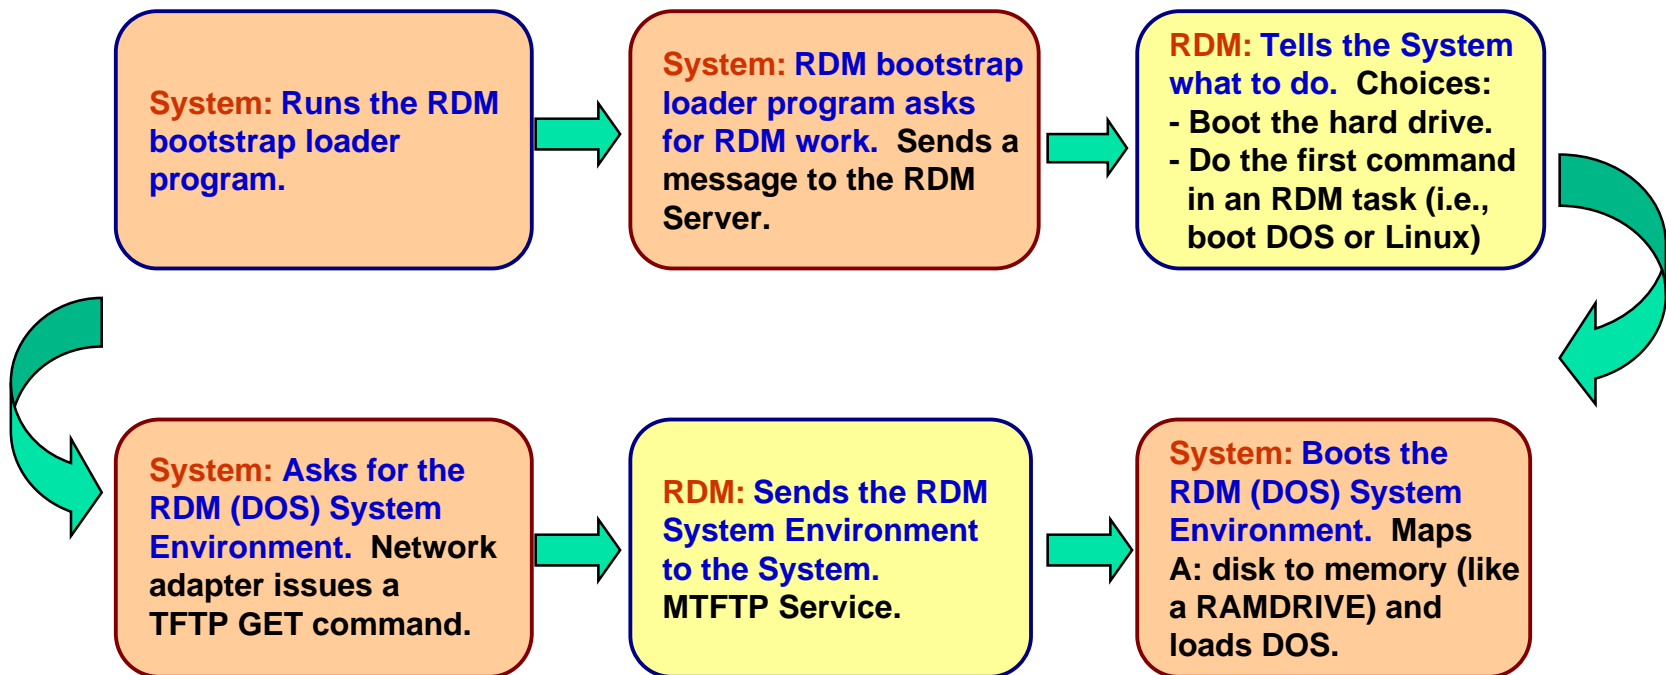 System: Runs the RDM
bootstrap loader
program.
System: RDM bootstrap
loader program asks
for RDM work. Sends a
message to the RDM
Server.
RDM: Tells the System
what to do. Choices:
- Boot the hard drive.
- Do the first command
in an RDM task (i.e.,
boot DOS or Linux)
System: Asks for the
RDM (DOS) System
Environment. Network
adapter issues a
TFTP GET command.
RDM: Sends the RDM
System Environment
to the System.
MTFTP Service.
System: Boots the
RDM (DOS) System
Environment. Maps
A: disk to memory (like
a RAMDRIVE) and
loads DOS.